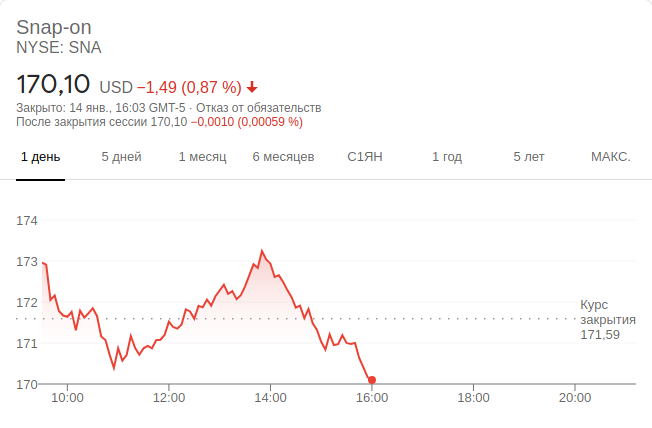 Snap-on
NYSE: SNA
170,10 USD −1,49 (0,87 %)
Закрыто: 14 янв., 16:03 GMT-5 · Отказ от обязательств
После закрытия сессии 170,10 −0,0010 (0,00059 %)
1 день 5 дней 1 месяц 6 месяцев С1ЯН 1 год 5 лет МАКС.
174
173
172
171
170
Курс
закрытия
171,59
10:00 12:00 14:00 16:00 18:00 20:00